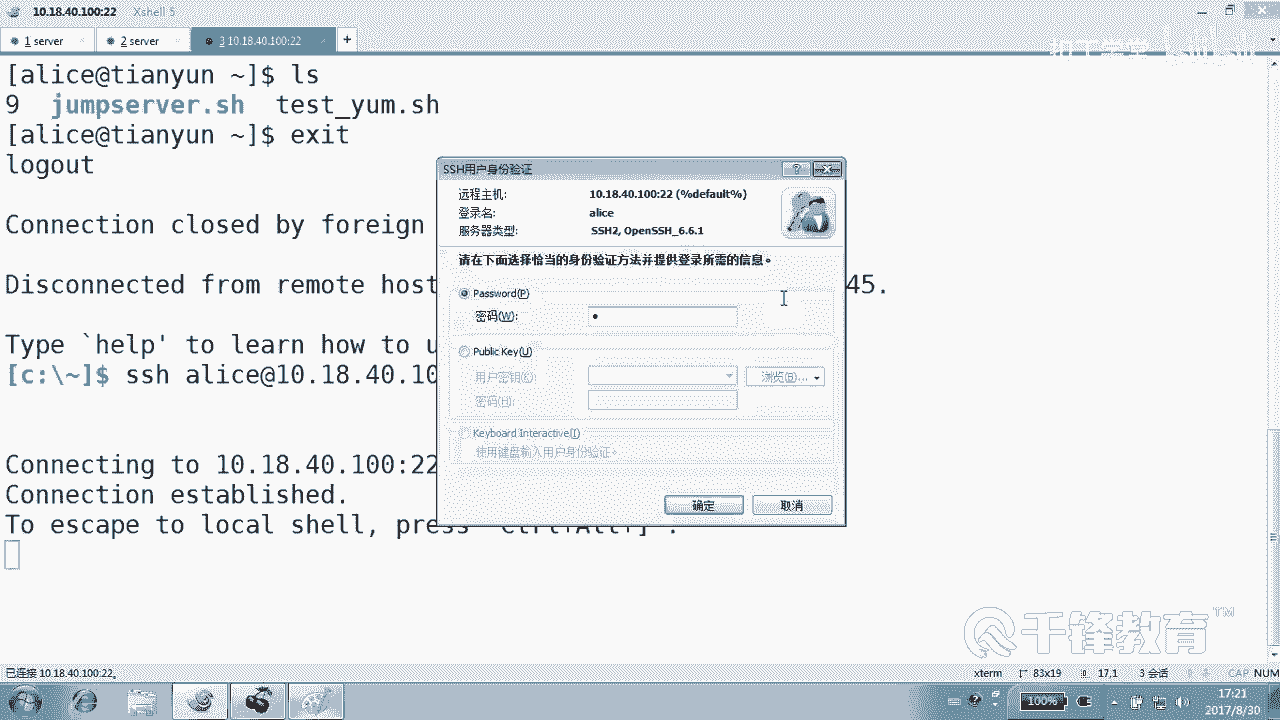 10.18.40.100:22 Xshell 5
1 server
2 server
3 10.18.40.100:22
[alice@tianyun ~]$ ls
9 jumpserver.sh test_yum.sh
[alice@tianyun ~]$ exit
logout
Connection closed by foreign
Disconnected from remote host
45.
Type `help' to learn how to u
[c:\~]$ ssh alice@10.18.40.10
Connecting to 10.18.40.100:22
Connection established.
To escape to local shell, press
SSH用户身份验证
远程主机: 10.18.40.100:22 (%default%)
登录名: alice
服务器类型: SSH2, OpenSSH_6.6.1
请在下面选择恰当的身份验证方法并提供登录所需的信息。
Password(P)
密码(W):
Public Key(U)
用户密钥(K):
浏览(B)...
密码(H):
Keyboard Interactive(I)
使用键盘输入用户身份验证。
确定 取消
千锋教育 TM
已连接 10.18.40.100:22。
xterm 83x19 17,1 3 会话 CAP NUM
100%
17:21
2017/8/30